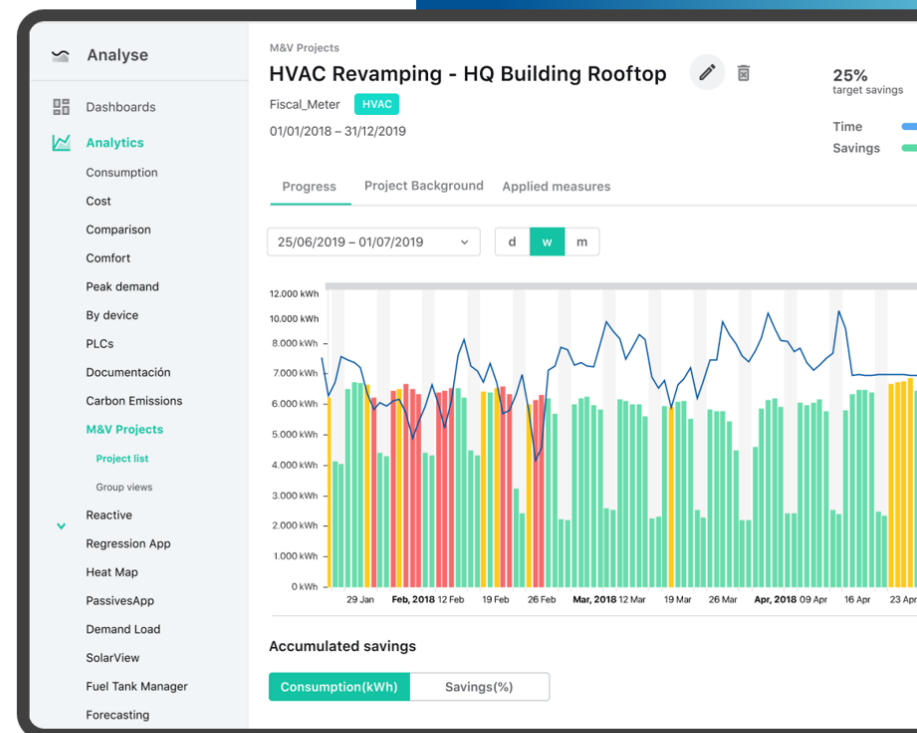 Analyse
Dashboards
Analytics
Consumption
Cost
Comparison
Comfort
Peak demand
By device
PLCs
Documentación
Carbon Emissions
M&V Projects
Project list
Group views
Reactive
Regression App
Heat Map
PassivesApp
Demand Load
SolarView
Fuel Tank Manager
Forecasting
M&V Projects
HVAC Revamping - HQ Building Rooftop
Fiscal_Meter HVAC
01/01/2018 – 31/12/2019
25%
target savings
Time
Savings
Progress Project Background Applied measures
25/06/2019 – 01/07/2019 d w m
12.000 kWh
10.000 kWh
8.000 kWh
7.000 kWh
6.000 kWh
5.000 kWh
4.000 kWh
3.000 kWh
2.000 kWh
1.000 kWh
0 kWh
29 Jan Feb, 2018 12 Feb 19 Feb 26 Feb Mar, 2018 12 Mar 19 Mar 26 Mar Apr, 2018 09 Apr 16 Apr 23 Apr
Accumulated savings
Consumption(kWh) Savings(%)